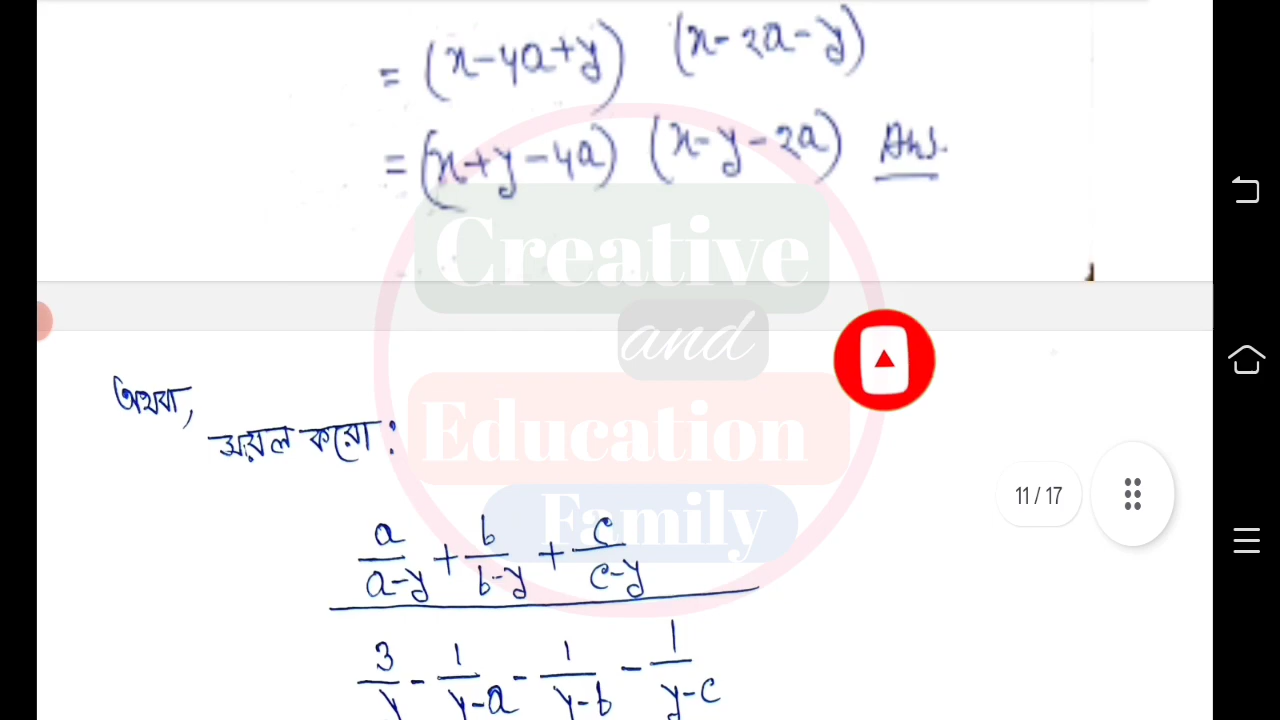 = (x-4a+y) (x-2a-y)
= (x+y-4a) (x-y-2a) Ans.
Creative
and
Education
Family
অথবা,
সরল করো:
11 / 17
a/(a-y) + b/(b-y) + c/(c-y)
3/y - 1/(y-a) - 1/(y-b) - 1/(y-c)